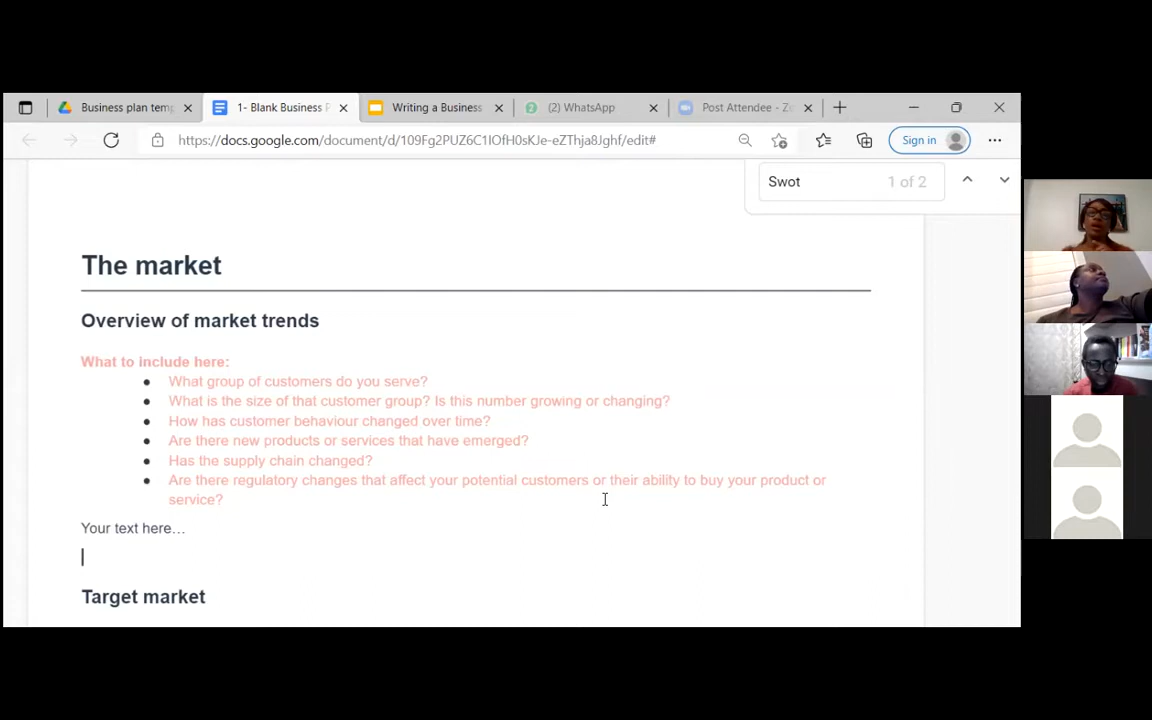 Business plan temp
1- Blank Business P
Writing a Business
(2) WhatsApp
Post Attendee - Zo
https://docs.google.com/document/d/109Fg2PUZ6C1lOfH0sKJe-eZThja8Jghf/edit#
Sign in
Swot 1 of 2
The market
Overview of market trends
What to include here:
● What group of customers do you serve?
● What is the size of that customer group? Is this number growing or changing?
● How has customer behaviour changed over time?
● Are there new products or services that have emerged?
● Has the supply chain changed?
● Are there regulatory changes that affect your potential customers or their ability to buy your product or
service?
Your text here…
Target market